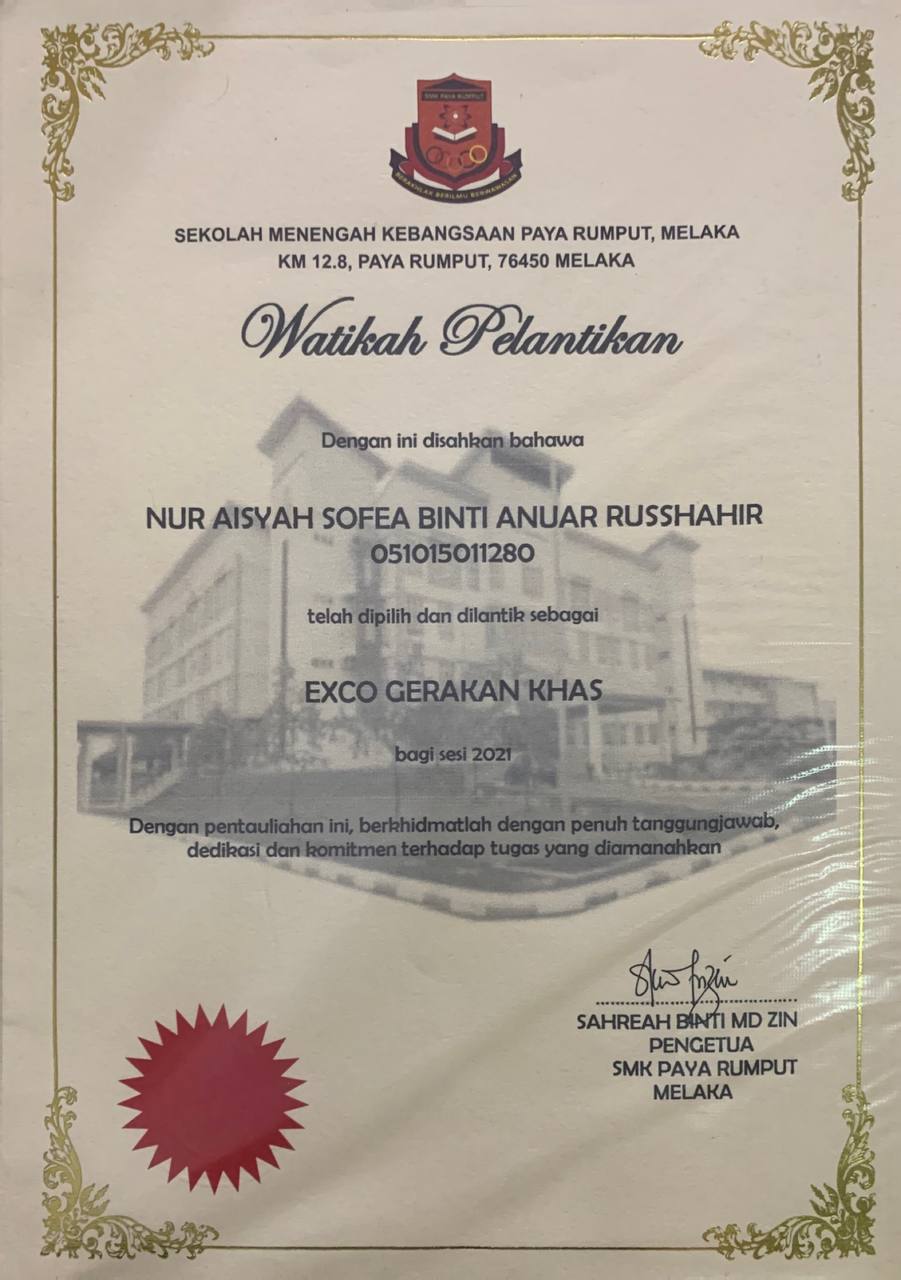 SMK PAYA RUMPUT
BERAKHLAK BERILMU BERWAWASAN
SEKOLAH MENENGAH KEBANGSAAN PAYA RUMPUT, MELAKA
KM 12.8, PAYA RUMPUT, 76450 MELAKA
Watikah Pelantikan
Dengan ini disahkan bahawa
NUR AISYAH SOFEA BINTI ANUAR RUSSHAHIR
051015011280
telah dipilih dan dilantik sebagai
EXCO GERAKAN KHAS
bagi sesi 2021
Dengan pentauliahan ini, berkhidmatlah dengan penuh tanggungjawab,
dedikasi dan komitmen terhadap tugas yang diamanahkan
SAHREAH BINTI MD ZIN
PENGETUA
SMK PAYA RUMPUT
MELAKA